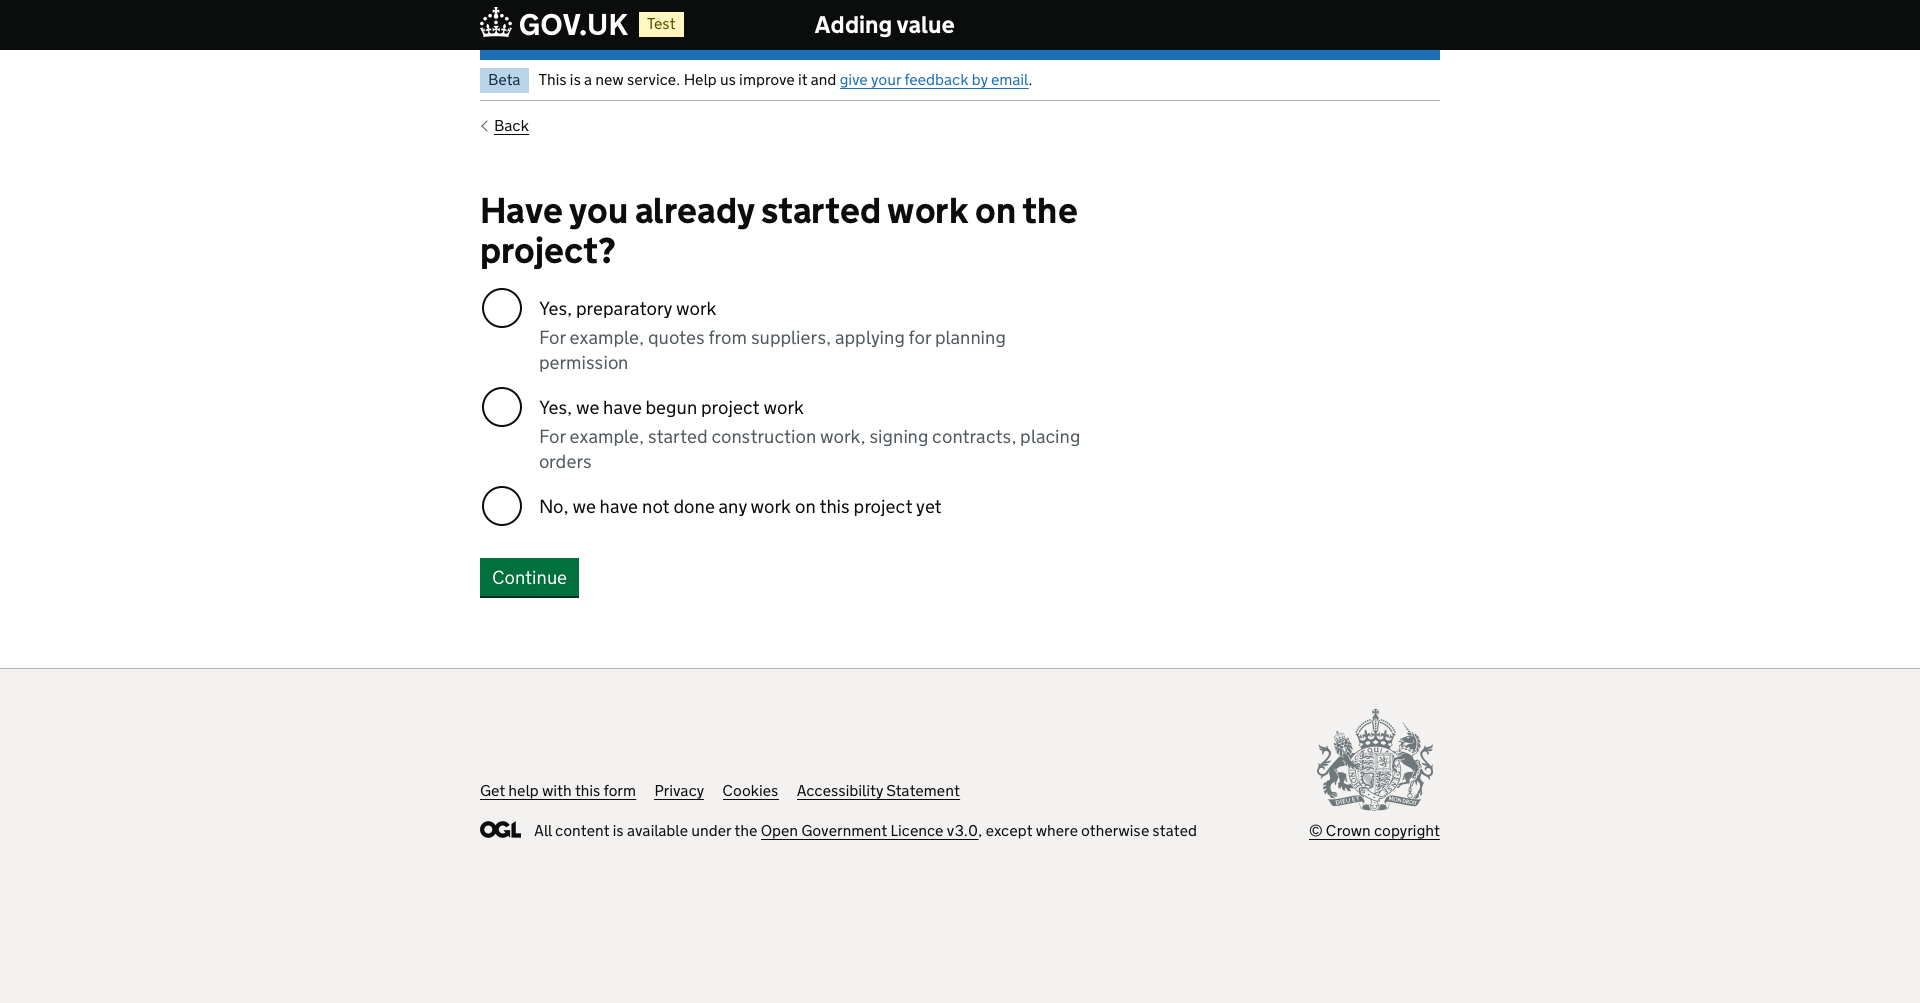 GOV.UK Test Adding value
Beta This is a new service. Help us improve it and give your feedback by email.
Back
Have you already started work on the
project?
Yes, preparatory work
For example, quotes from suppliers, applying for planning
permission
Yes, we have begun project work
For example, started construction work, signing contracts, placing
orders
No, we have not done any work on this project yet
Continue
Get help with this form Privacy Cookies Accessibility Statement
OGL All content is available under the Open Government Licence v3.0, except where otherwise stated
© Crown copyright